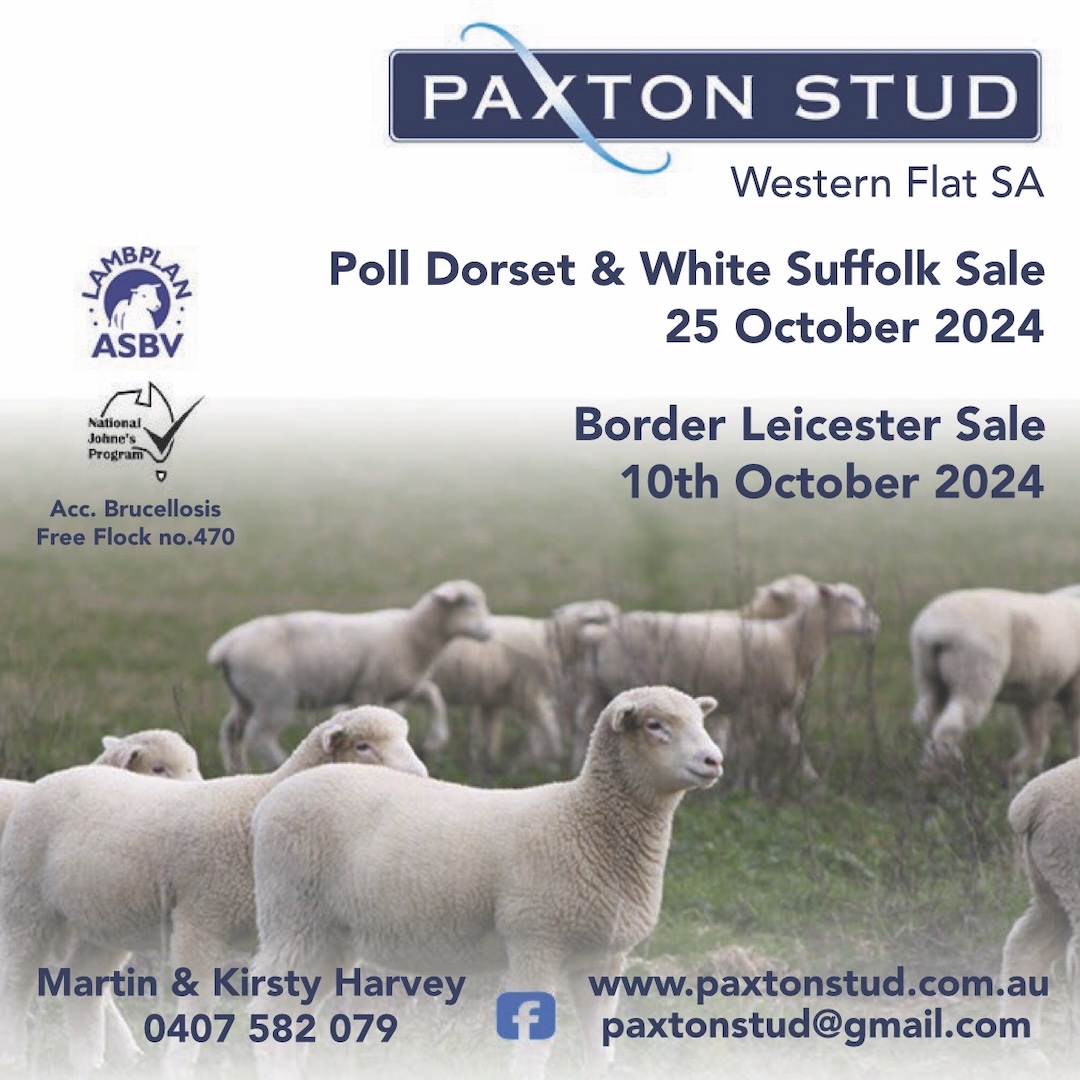 PAXTON STUD
Western Flat SA
Poll Dorset & White Suffolk Sale
25 October 2024
LAMBPLAN
ASBV
Border Leicester Sale
10th October 2024
National
Johne's
Program
Acc. Brucellosis
Free Flock no.470
Martin & Kirsty Harvey
0407 582 079
f
www.paxtonstud.com.au
paxtonstud@gmail.com